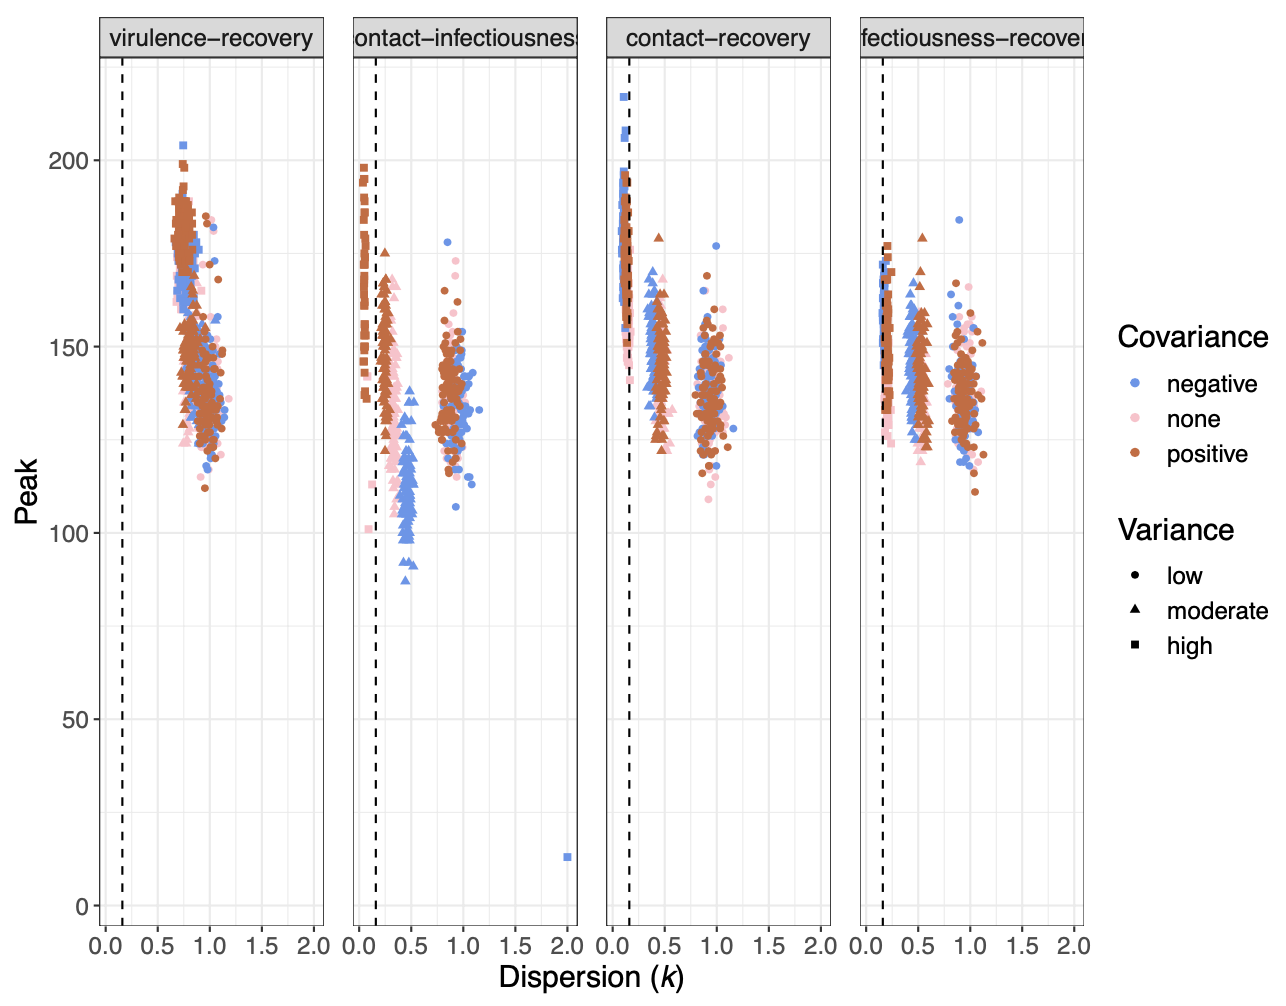 virulence–recovery
ontact–infectiousness
contact–recovery
fectiousness–recover
200
150
100
50
0
Peak
0.0 0.5 1.0 1.5 2.0 0.0 0.5 1.0 1.5 2.0 0.0 0.5 1.0 1.5 2.0 0.0 0.5 1.0 1.5 2.0
Dispersion (k)
Covariance
negative
none
positive
Variance
low
moderate
high